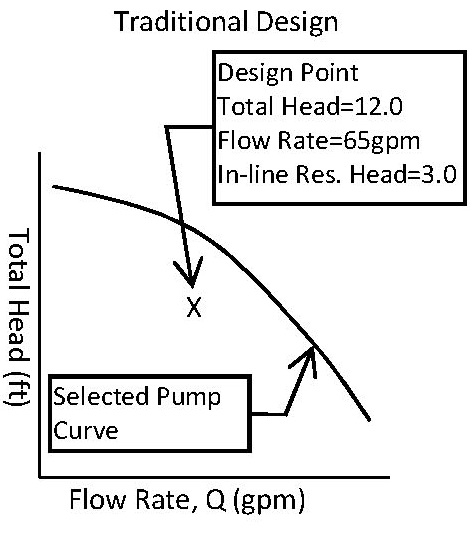 Traditional Design
Design Point
Total Head=12.0
Flow Rate=65gpm
In-line Res. Head=3.0
Total Head (ft)
X
Selected Pump
Curve
Flow Rate, Q (gpm)